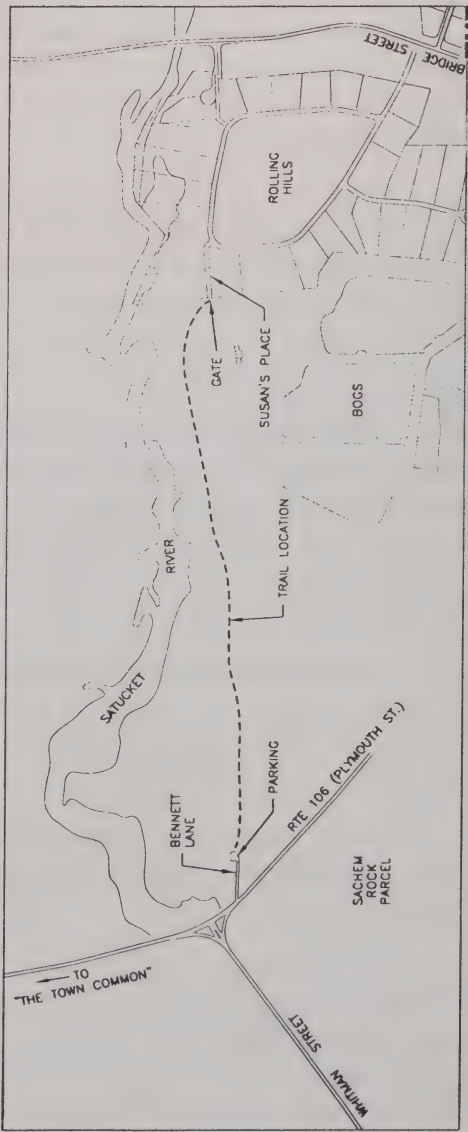 BRIDGE
STREET
ROLLING
HILLS
GATE
SUSAN'S PLACE
BOGS
RIVER
TRAIL LOCATION
SATUCKET
BENNETT
LANE
PARKING
RTE 106 (PLYMOUTH ST.)
SACHEM
ROCK
PARCEL
TO
"THE TOWN COMMON"
WHITMAN
STREET